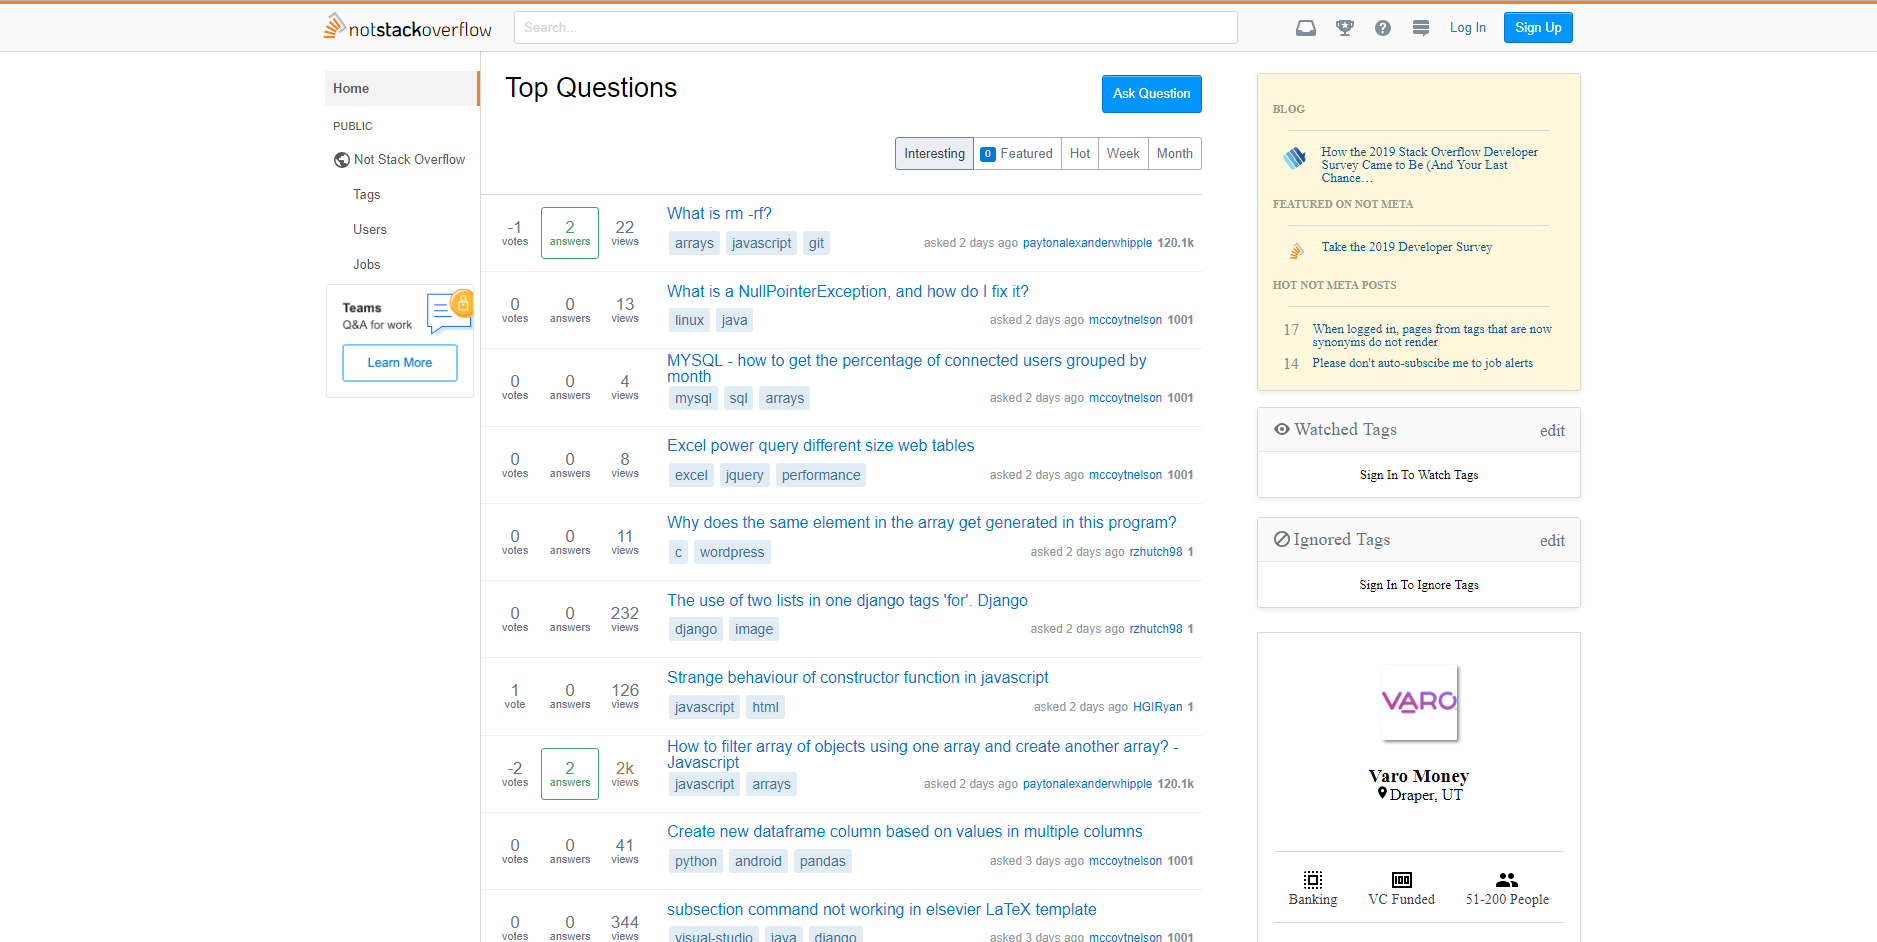 notstackoverflow
Search...
Log In
Sign Up
Home
PUBLIC
Not Stack Overflow
Tags
Users
Jobs
Teams
Q&A for work
Learn More
Top Questions
Ask Question
Interesting
0 Featured
Hot
Week
Month
-1 votes
2 answers
22 views
What is rm -rf?
arrays javascript git
asked 2 days ago paytonalexanderwhipple 120.1k
0 votes
0 answers
13 views
What is a NullPointerException, and how do I fix it?
linux java
asked 2 days ago mccoytnelson 1001
0 votes
0 answers
4 views
MYSQL - how to get the percentage of connected users grouped by
month
mysql sql arrays
asked 2 days ago mccoytnelson 1001
0 votes
0 answers
8 views
Excel power query different size web tables
excel jquery performance
asked 2 days ago mccoytnelson 1001
0 votes
0 answers
11 views
Why does the same element in the array get generated in this program?
c wordpress
asked 2 days ago rzhutch98 1
0 votes
0 answers
232 views
The use of two lists in one django tags 'for'. Django
django image
asked 2 days ago rzhutch98 1
1 vote
0 answers
126 views
Strange behaviour of constructor function in javascript
javascript html
asked 2 days ago HGIRyan 1
-2 votes
2 answers
2k views
How to filter array of objects using one array and create another array? -
Javascript
javascript arrays
asked 2 days ago paytonalexanderwhipple 120.1k
0 votes
0 answers
41 views
Create new dataframe column based on values in multiple columns
python android pandas
asked 3 days ago mccoytnelson 1001
0 votes
0 answers
344 views
subsection command not working in elsevier LaTeX template
visual-studio java django
asked 3 days ago mccoytnelson 1001
BLOG
How the 2019 Stack Overflow Developer
Survey Came to Be (And Your Last
Chance…
FEATURED ON NOT META
Take the 2019 Developer Survey
HOT NOT META POSTS
17 When logged in, pages from tags that are now
synonyms do not render
14 Please don't auto-subscibe me to job alerts
Watched Tags
edit
Sign In To Watch Tags
Ignored Tags
edit
Sign In To Ignore Tags
VARO
Varo Money
Draper, UT
Banking
VC Funded
51-200 People